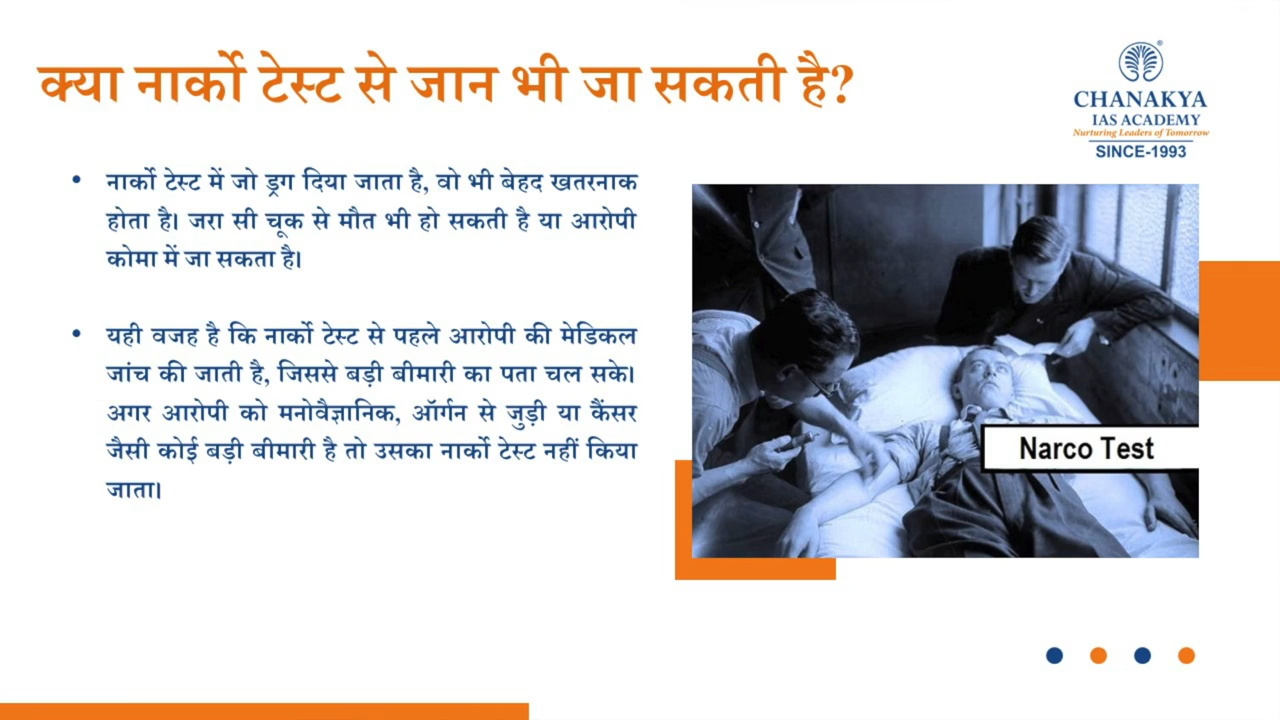 क्या नार्को टेस्ट से जान भी जा सकती है?
CHANAKYA
IAS ACADEMY
Nurturing Leaders of Tomorrow
SINCE-1993
• नार्को टेस्ट में जो ड्रग दिया जाता है, वो भी बेहद खतरनाक
होता है। जरा सी चूक से मौत भी हो सकती है या आरोपी
कोमा में जा सकता है।
• यही वजह है कि नार्को टेस्ट से पहले आरोपी की मेडिकल
जांच की जाती है, जिससे बड़ी बीमारी का पता चल सके।
अगर आरोपी को मनोवैज्ञानिक, ऑर्गन से जुड़ी या कैंसर
जैसी कोई बड़ी बीमारी है तो उसका नार्को टेस्ट नहीं किया
जाता।
Narco Test